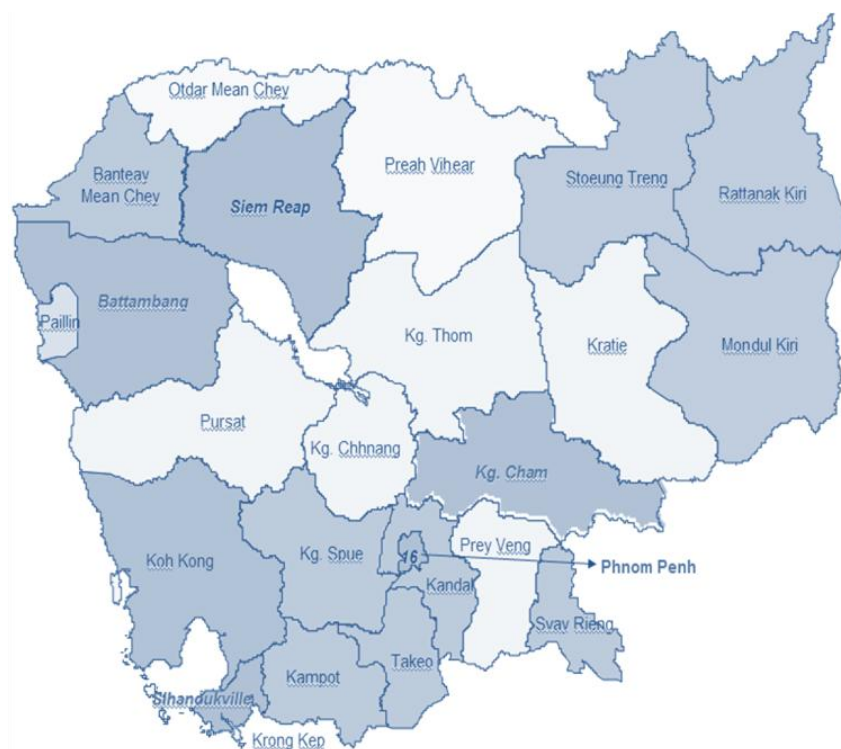 Otdar Mean Chey
Preah Vihear
Banteav
Mean Chey
Stoeung Treng
Rattanak Kiri
Siem Reap
Battambang
Paillin
Kg. Thom
Kratie
Mondul Kiri
Pursat
Kg. Chhnang
Kg. Cham
Koh Kong
Kg. Spue
16
Prey Veng
Phnom Penh
Kandal
Svav Rieng
Takeo
Kampot
Sihanoukville
Krong Kep